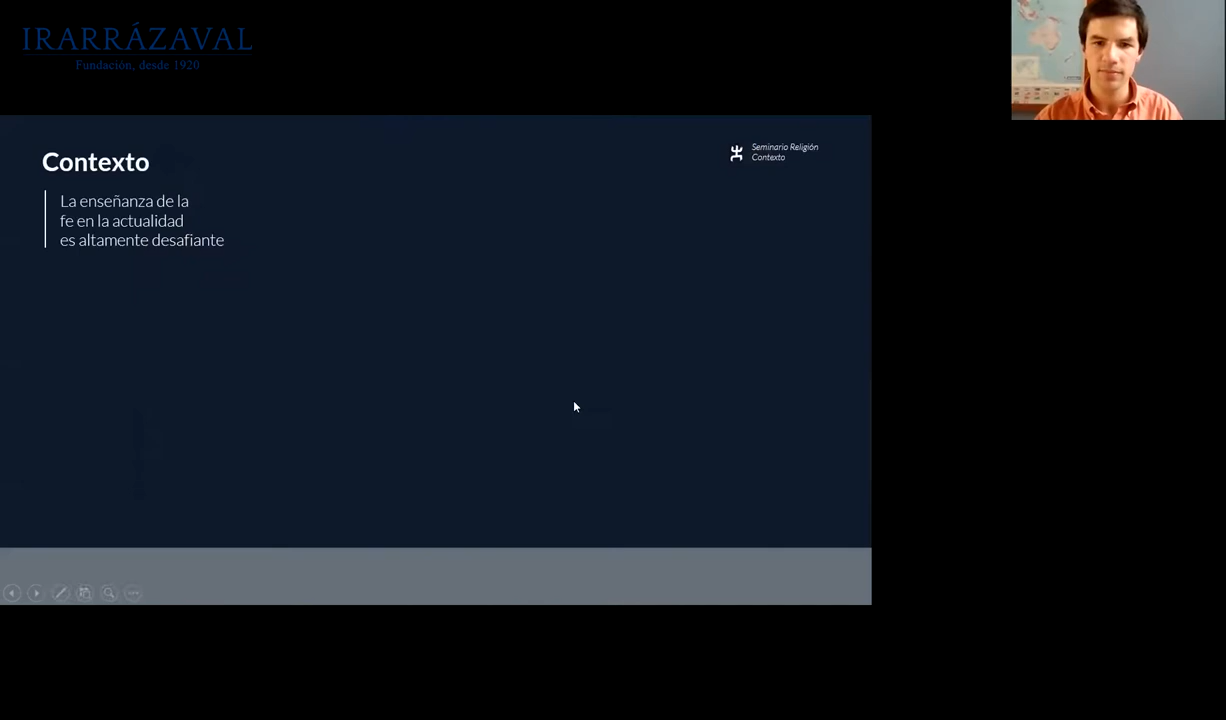 IRARRÁZAVAL
Fundación, desde 1920
Contexto
Seminario Religión
Contexto
La enseñanza de la
fe en la actualidad
es altamente desafiante